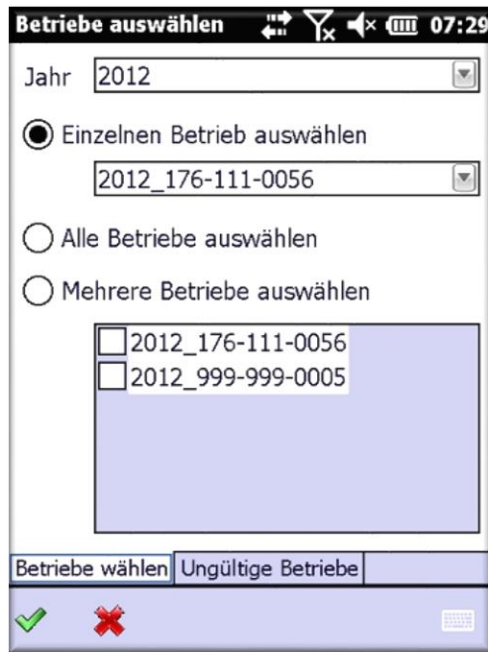 Betriebe auswählen 07:29
Jahr 2012
Einzelnen Betrieb auswählen
2012_176-111-0056
Alle Betriebe auswählen
Mehrere Betriebe auswählen
2012_176-111-0056
2012_999-999-0005
Betriebe wählen Ungültige Betriebe